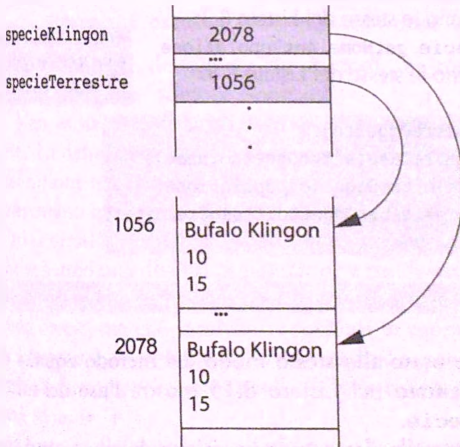 specieKlingon 2078
...
specieTerrestre 1056
.
.
.
1056 Bufalo Klingon
10
15
...
2078 Bufalo Klingon
10
15